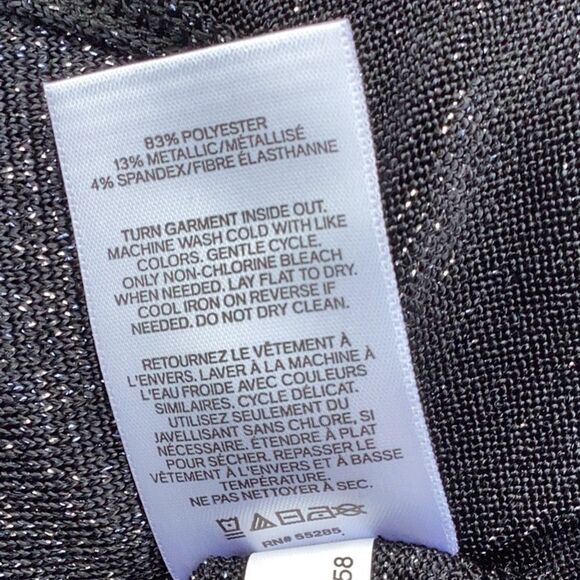 83% POLYESTER
13% METALLIC/MÉTALLISÉ
4% SPANDEX/FIBRE ÉLASTHANNE
TURN GARMENT INSIDE OUT.
MACHINE WASH COLD WITH LIKE
COLORS. GENTLE CYCLE.
ONLY NON-CHLORINE BLEACH
WHEN NEEDED. LAY FLAT TO DRY.
COOL IRON ON REVERSE IF
NEEDED. DO NOT DRY CLEAN.
RETOURNEZ LE VÊTEMENT À
L'ENVERS. LAVER À LA MACHINE À
L'EAU FROIDE AVEC COULEURS
SIMILAIRES. CYCLE DÉLICAT.
UTILISEZ SEULEMENT DU
JAVELLISANT SANS CHLORE, SI
NÉCESSAIRE. ÉTENDRE À PLAT
POUR SÉCHER. REPASSER LE
VÊTEMENT À L'ENVERS ET À BASSE
TEMPÉRATURE.
NE PAS NETTOYER À SEC.
RN# 55285.
58